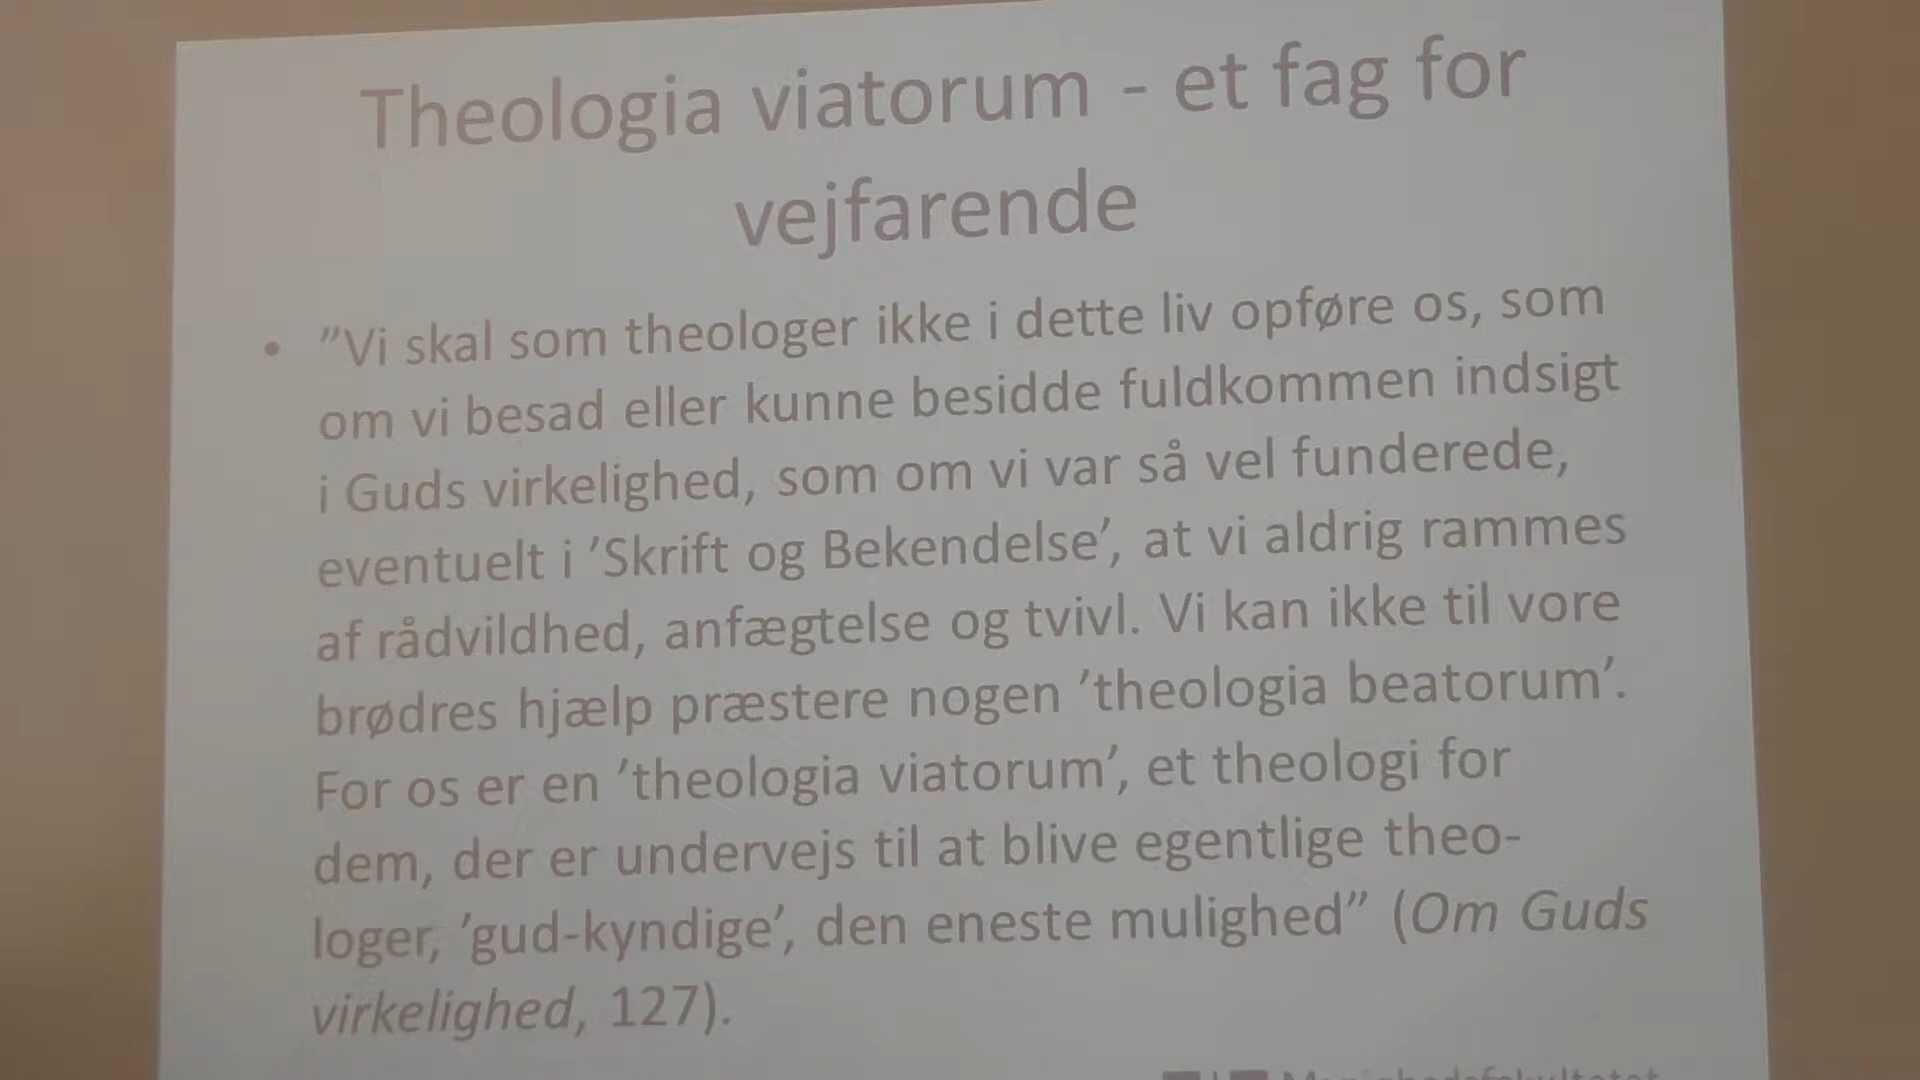 Theologia viatorum - et fag for
vejfarende
• ”Vi skal som theologer ikke i dette liv opføre os, som
om vi besad eller kunne besidde fuldkommen indsigt
i Guds virkelighed, som om vi var så vel funderede,
eventuelt i ’Skrift og Bekendelse’, at vi aldrig rammes
af rådvildhed, anfægtelse og tvivl. Vi kan ikke til vore
brødres hjælp præstere nogen ’theologia beatorum’.
For os er en ’theologia viatorum’, et theologi for
dem, der er undervejs til at blive egentlige theo-
loger, ’gud-kyndige’, den eneste mulighed” (Om Guds
virkelighed, 127).